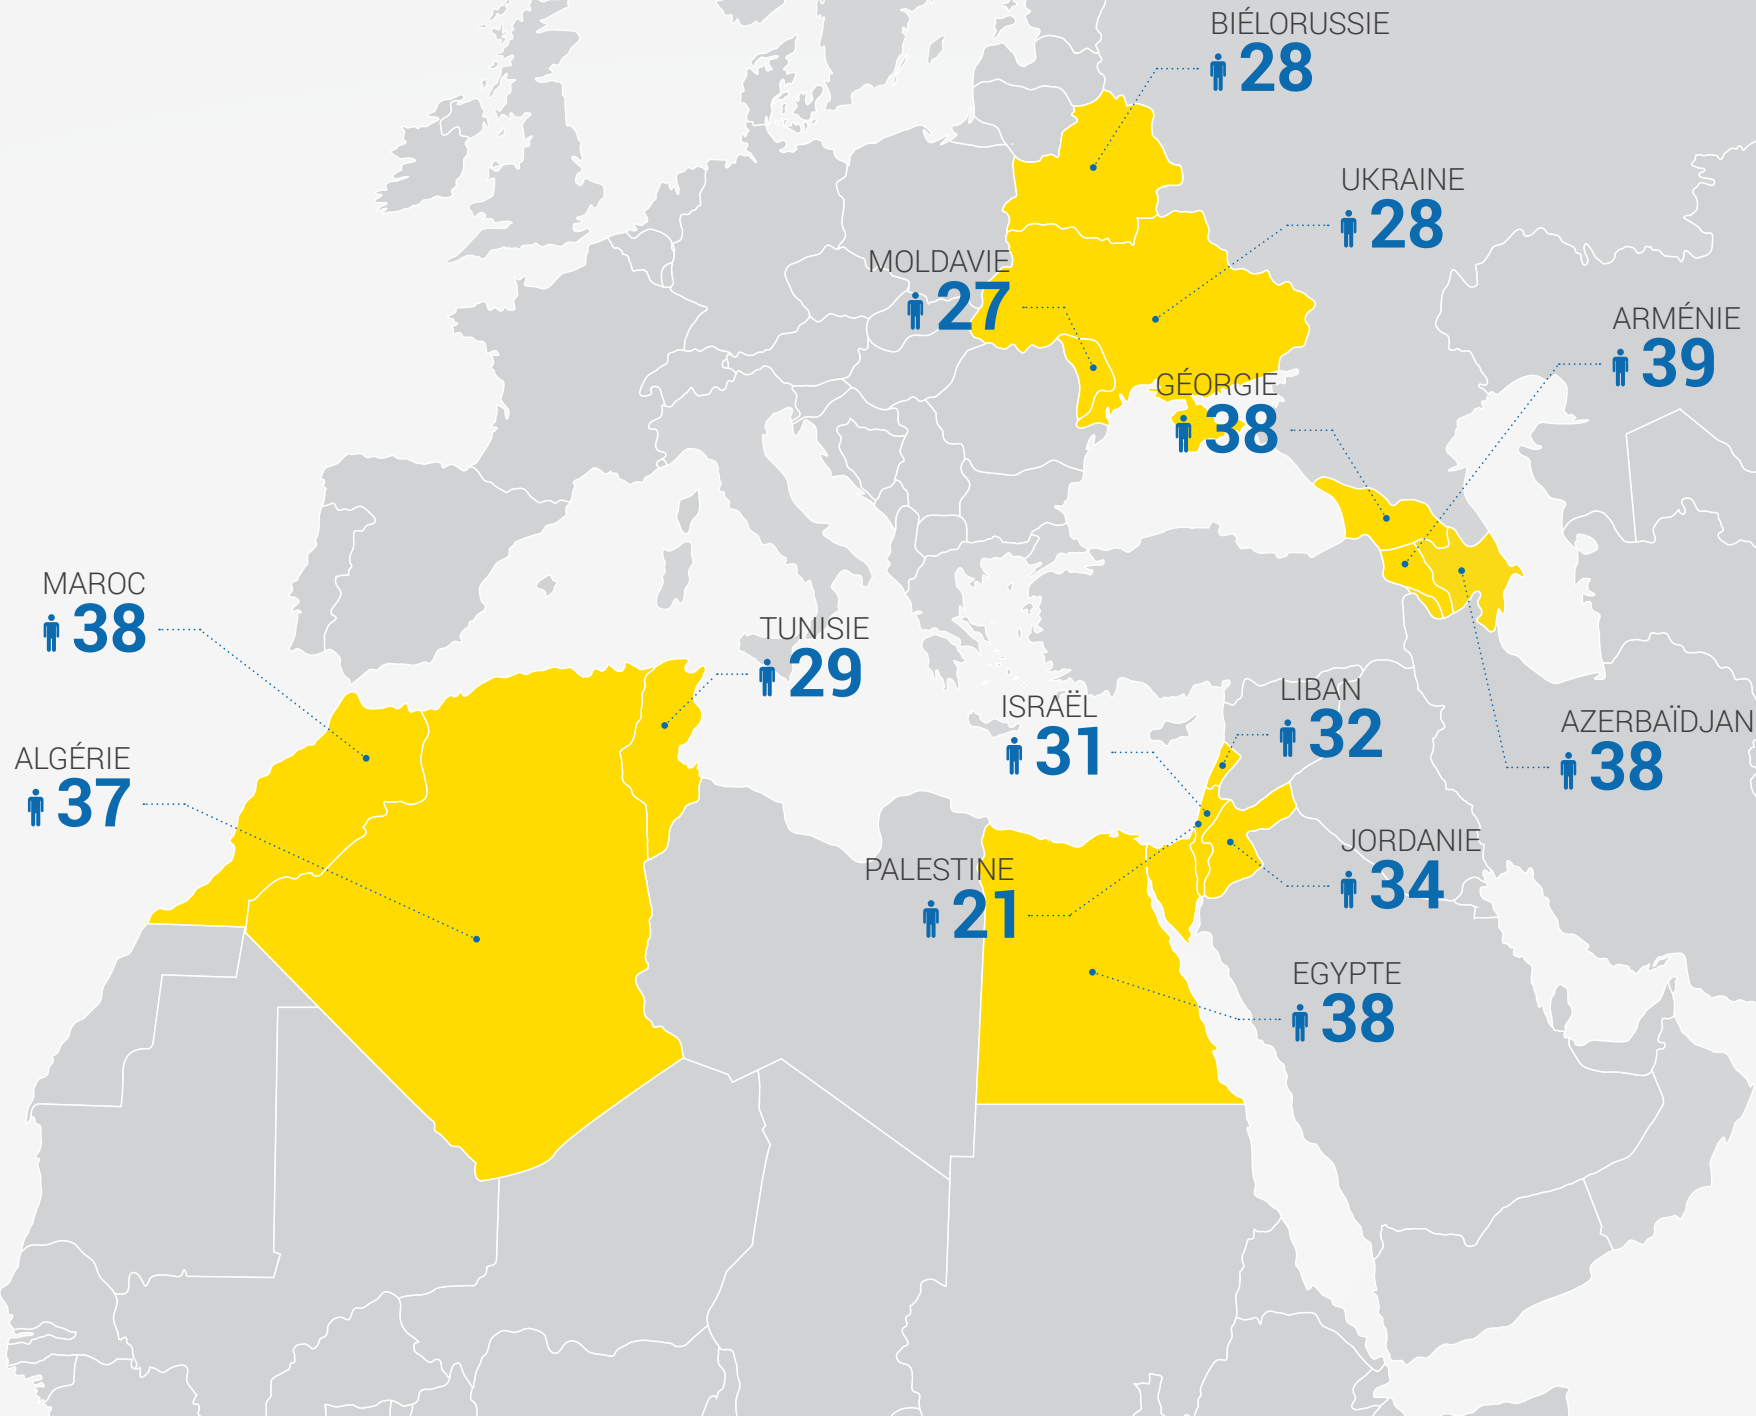 BIÉLORUSSIE
28
UKRAINE
28
MOLDAVIE
27
ARMÉNIE
39
GÉORGIE
38
MAROC
38
TUNISIE
29
LIBAN
32
ISRAËL
31
AZERBAÏDJAN
38
ALGÉRIE
37
JORDANIE
34
PALESTINE
21
EGYPTE
38